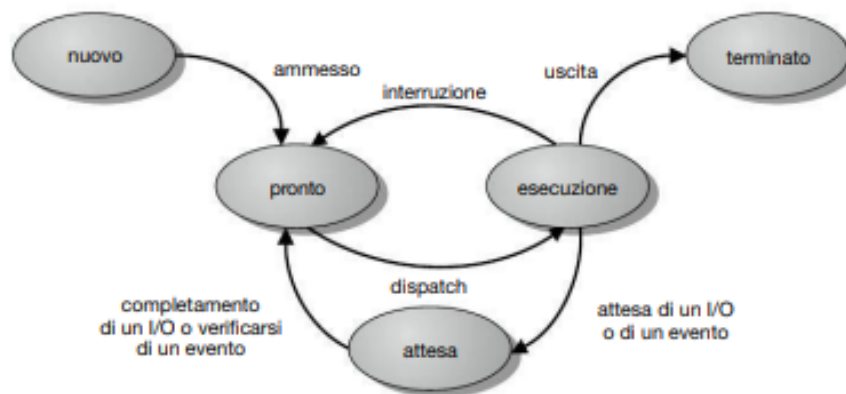 nuovo
ammesso
uscita
terminato
interruzione
pronto
esecuzione
dispatch
completamento
di un I/O o verificarsi
di un evento
attesa
attesa di un I/O
o di un evento